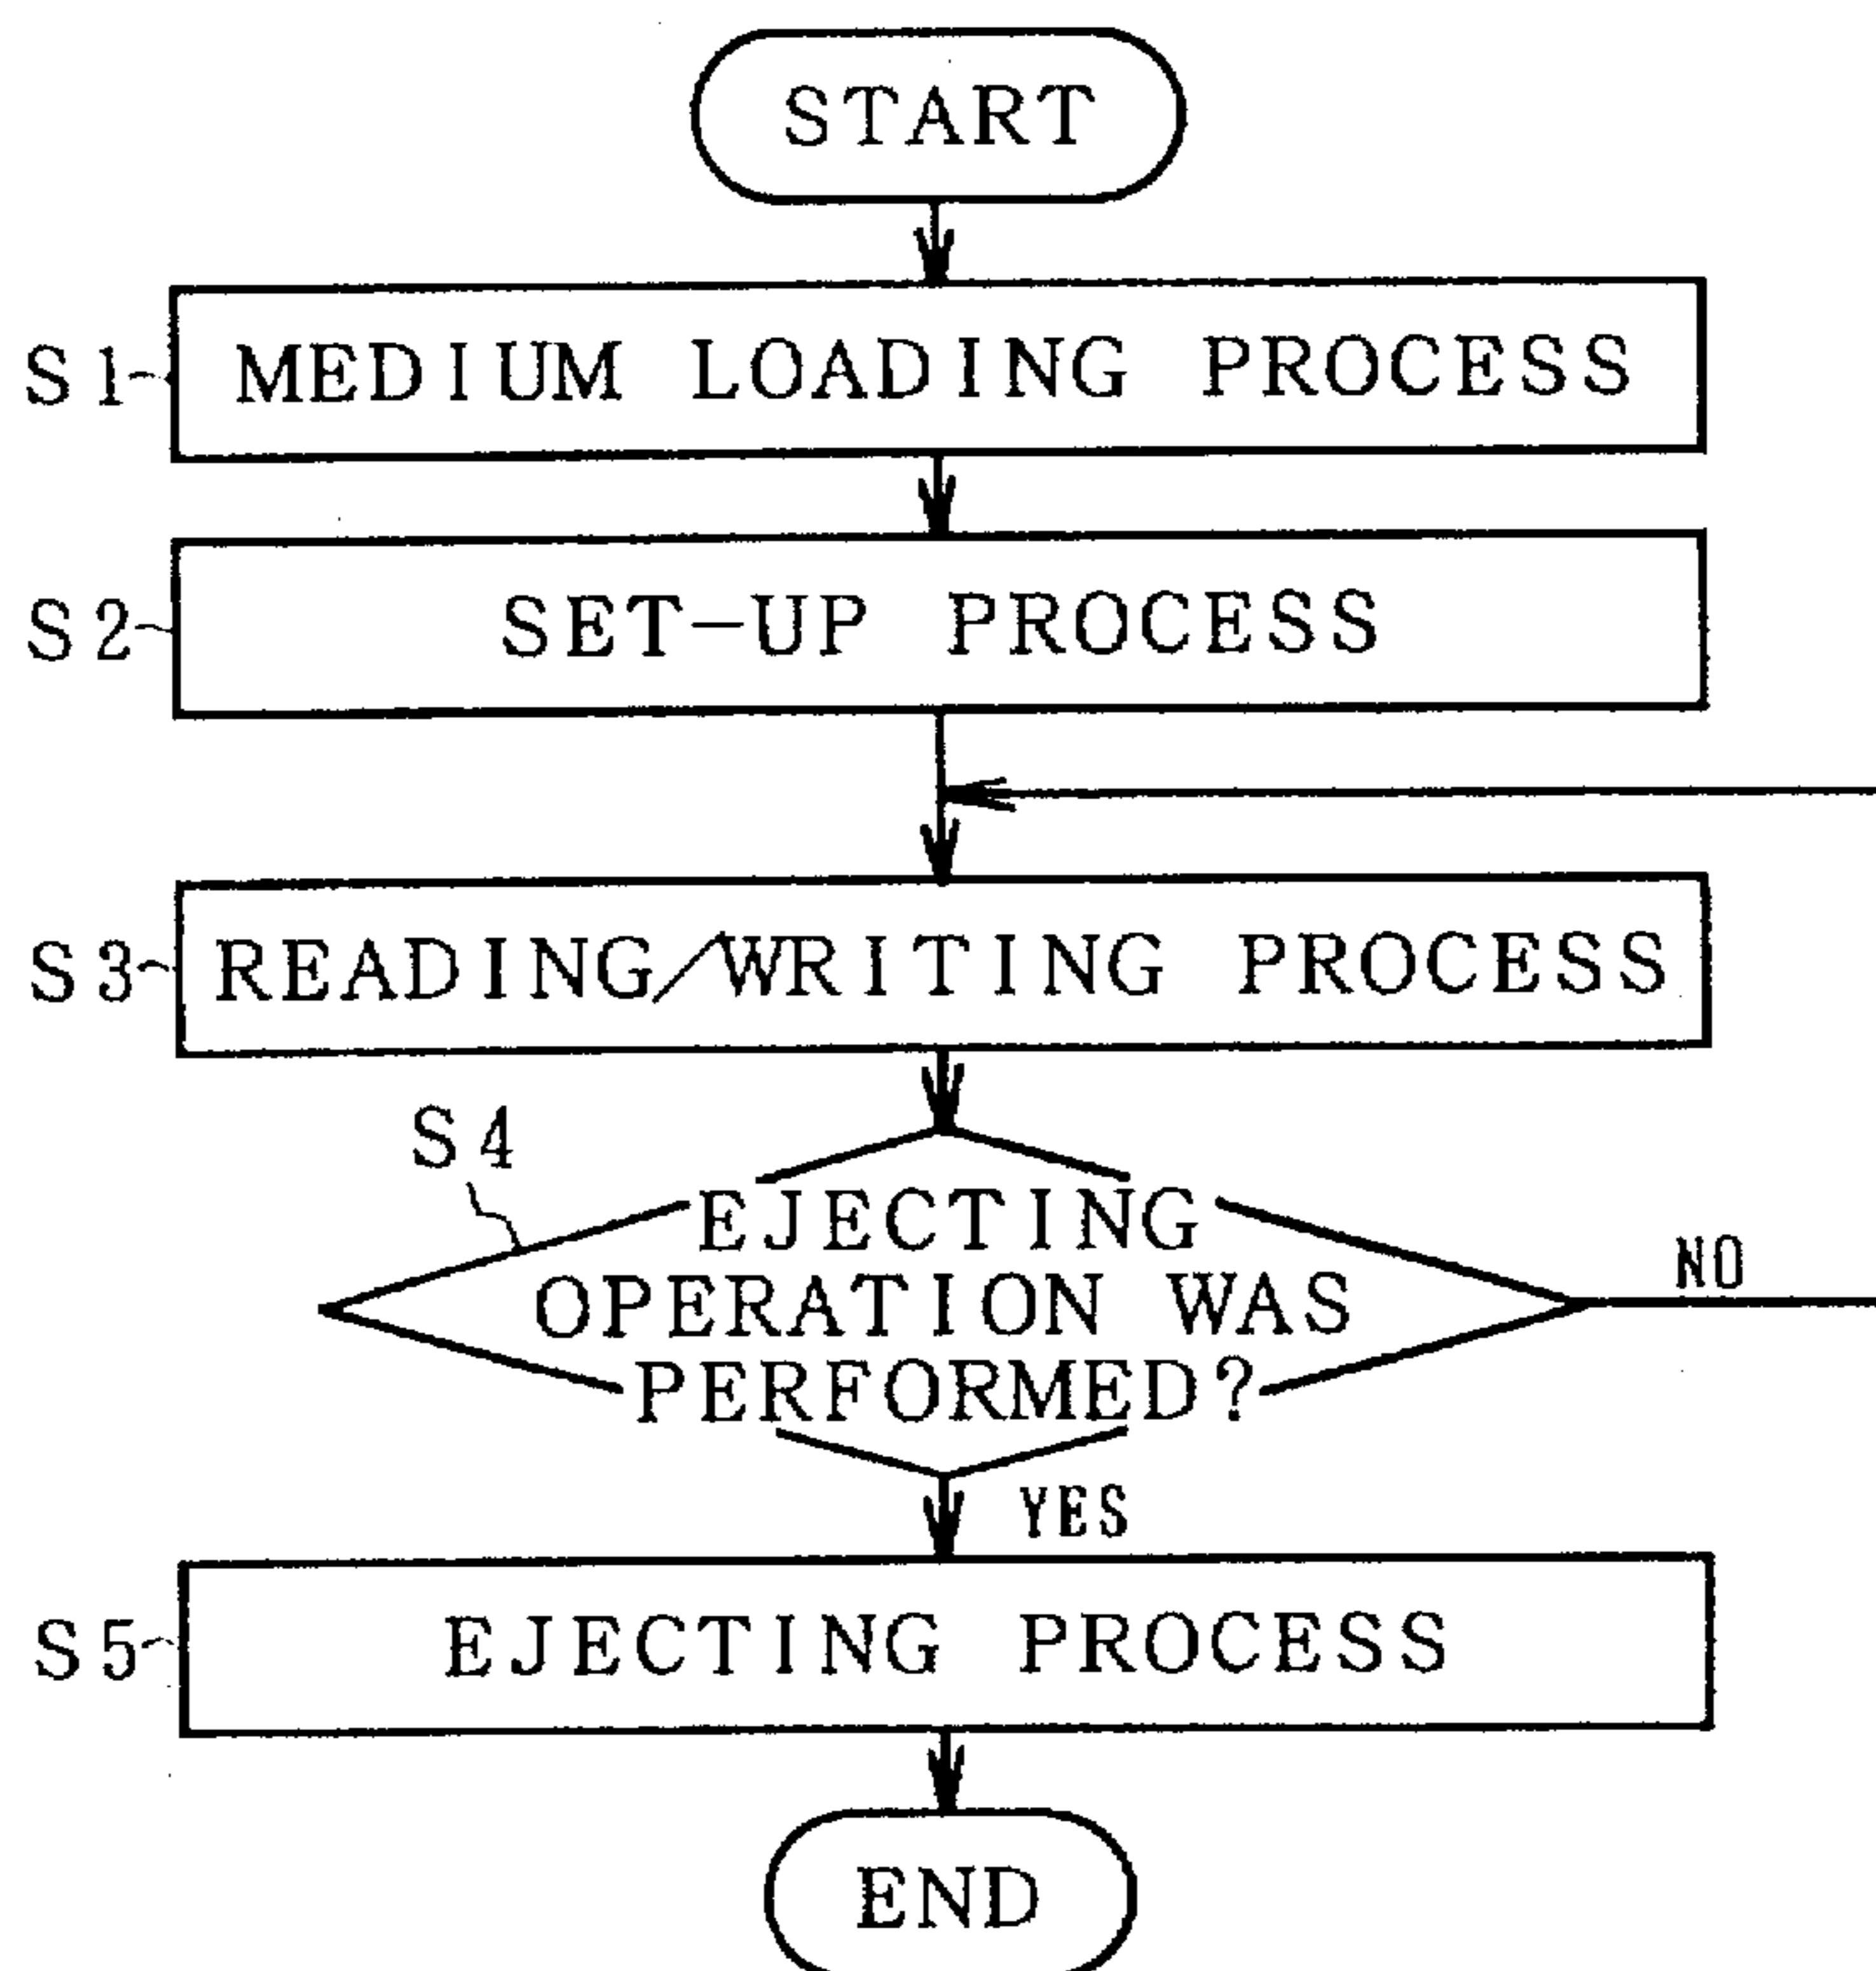 START
S1 MEDIUM LOADING PROCESS
S2 SET-UP PROCESS
S3 READING/WRITING PROCESS
S4
EJECTING
OPERATION WAS
PERFORMED?
NO
YES
S5 EJECTING PROCESS
END